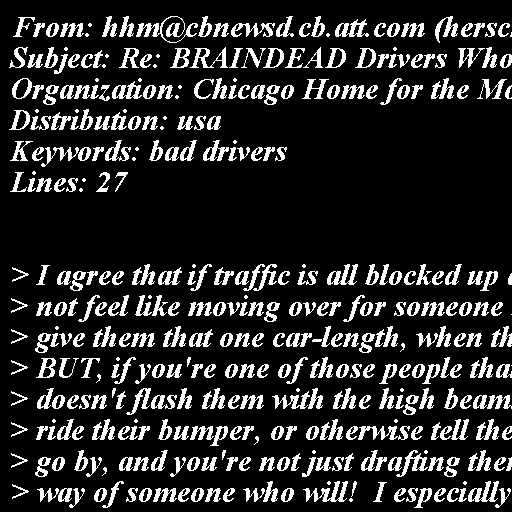 From: hhm@cbnewsd.cb.att.com (hersc
Subject: Re: BRAINDEAD Drivers Who
Organization: Chicago Home for the Mo
Distribution: usa
Keywords: bad drivers
Lines: 27
> I agree that if traffic is all blocked up
> not feel like moving over for someone
> give them that one car-length, when th
> BUT, if you're one of those people tha
> doesn't flash them with the high beam
> ride their bumper, or otherwise tell the
> go by, and you're not just drafting ther
> way of someone who will!  I especially